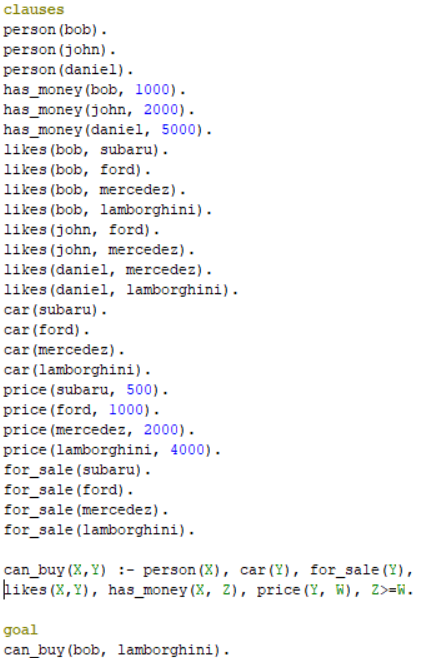 clauses
person(bob).
person(john).
person(daniel).
has_money(bob, 1000).
has_money(john, 2000).
has_money(daniel, 5000).
likes(bob, subaru).
likes(bob, ford).
likes(bob, mercedez).
likes(bob, lamborghini).
likes(john, ford).
likes(john, mercedez).
likes(daniel, mercedez).
likes(daniel, lamborghini).
car(subaru).
car(ford).
car(mercedez).
car(lamborghini).
price(subaru, 500).
price(ford, 1000).
price(mercedez, 2000).
price(lamborghini, 4000).
for_sale(subaru).
for_sale(ford).
for_sale(mercedez).
for_sale(lamborghini).
can_buy(X,Y) :- person(X), car(Y), for_sale(Y),
likes(X,Y), has_money(X, Z), price(Y, W), Z>=W.
goal
can_buy(bob, lamborghini).